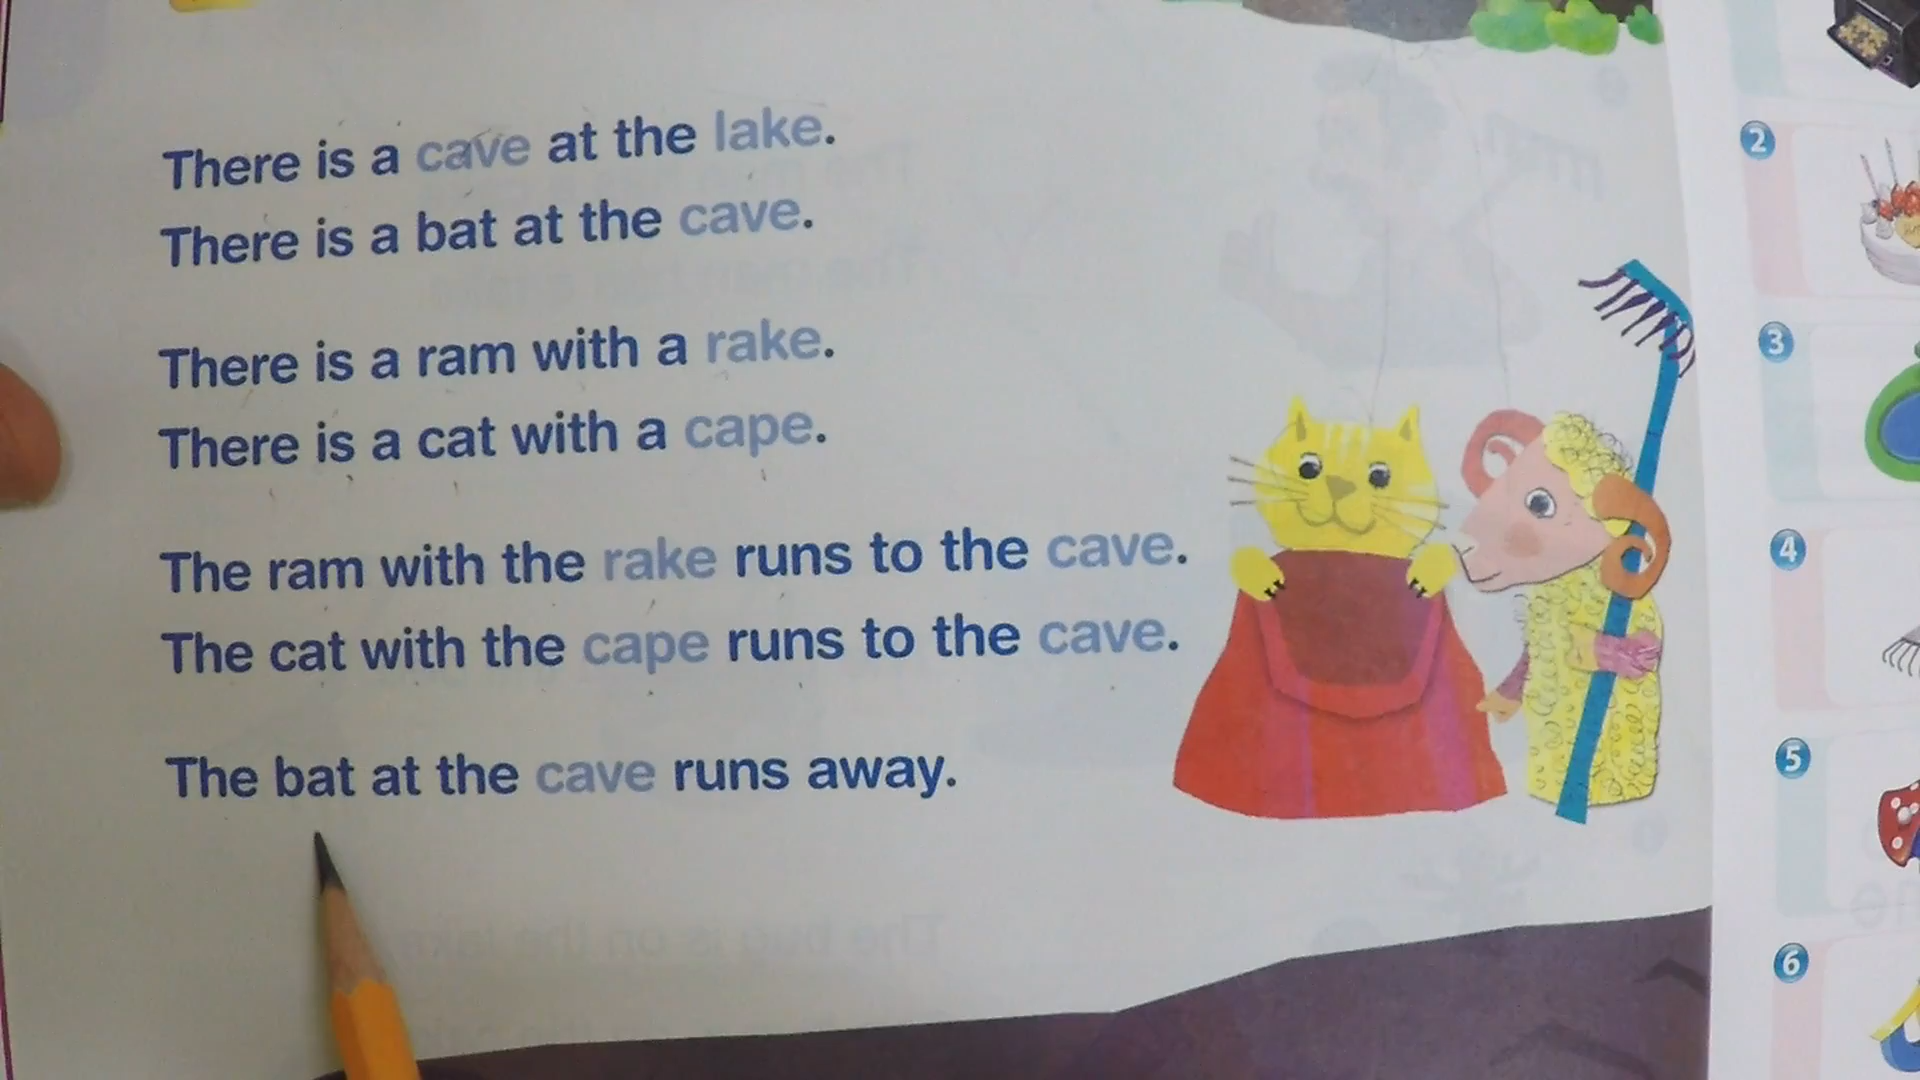 There is a cave at the lake.
There is a bat at the cave.
There is a ram with a rake.
There is a cat with a cape.
The ram with the rake runs to the cave.
The cat with the cape runs to the cave.
The bat at the cave runs away.
2
3
4
5
6